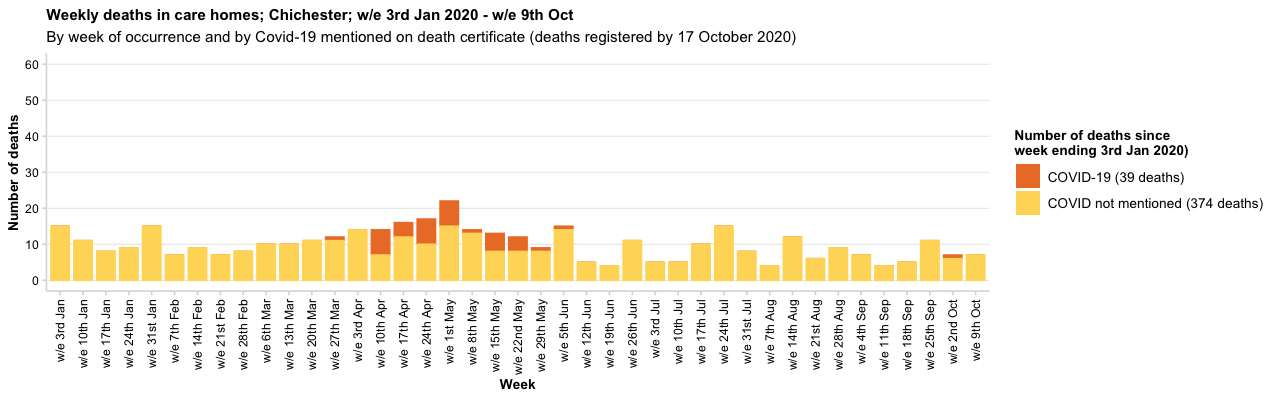 Weekly deaths in care homes; Chichester; w/e 3rd Jan 2020 - w/e 9th Oct
By week of occurrence and by Covid-19 mentioned on death certificate (deaths registered by 17 October 2020)
Number of deaths
60
50
40
30
20
10
0
w/e 3rd Jan
w/e 10th Jan
w/e 17th Jan
w/e 24th Jan
w/e 31st Jan
w/e 7th Feb
w/e 14th Feb
w/e 21st Feb
w/e 28th Feb
w/e 6th Mar
w/e 13th Mar
w/e 20th Mar
w/e 27th Mar
w/e 3rd Apr
w/e 10th Apr
w/e 17th Apr
w/e 24th Apr
w/e 1st May
w/e 8th May
w/e 15th May
w/e 22nd May
w/e 29th May
w/e 5th Jun
w/e 12th Jun
w/e 19th Jun
w/e 26th Jun
w/e 3rd Jul
w/e 10th Jul
w/e 17th Jul
w/e 24th Jul
w/e 31st Jul
w/e 7th Aug
w/e 14th Aug
w/e 21st Aug
w/e 28th Aug
w/e 4th Sep
w/e 11th Sep
w/e 18th Sep
w/e 25th Sep
w/e 2nd Oct
w/e 9th Oct
Week
Number of deaths since
week ending 3rd Jan 2020)
COVID-19 (39 deaths)
COVID not mentioned (374 deaths)